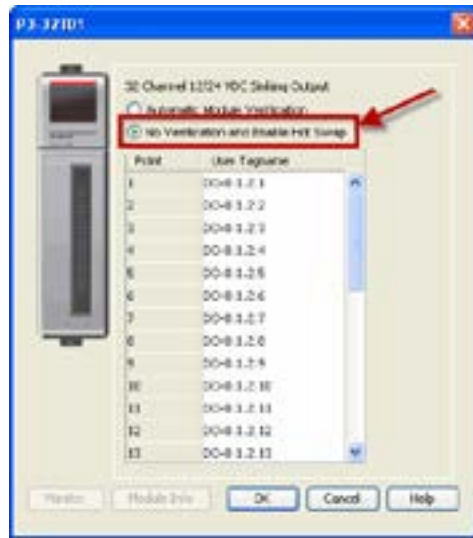 P3-32TD1
32 Channel 12/24 VDC Sinking Output
Automatic Module Verification
No Verification and Enable Hot Swap
Point User Tagname
1 DO-0.1.2.1
2 DO-0.1.2.2
3 DO-0.1.2.3
4 DO-0.1.2.4
5 DO-0.1.2.5
6 DO-0.1.2.6
7 DO-0.1.2.7
8 DO-0.1.2.8
9 DO-0.1.2.9
10 DO-0.1.2.10
11 DO-0.1.2.11
12 DO-0.1.2.12
13 DO-0.1.2.13
Monitor Module Info OK Cancel Help